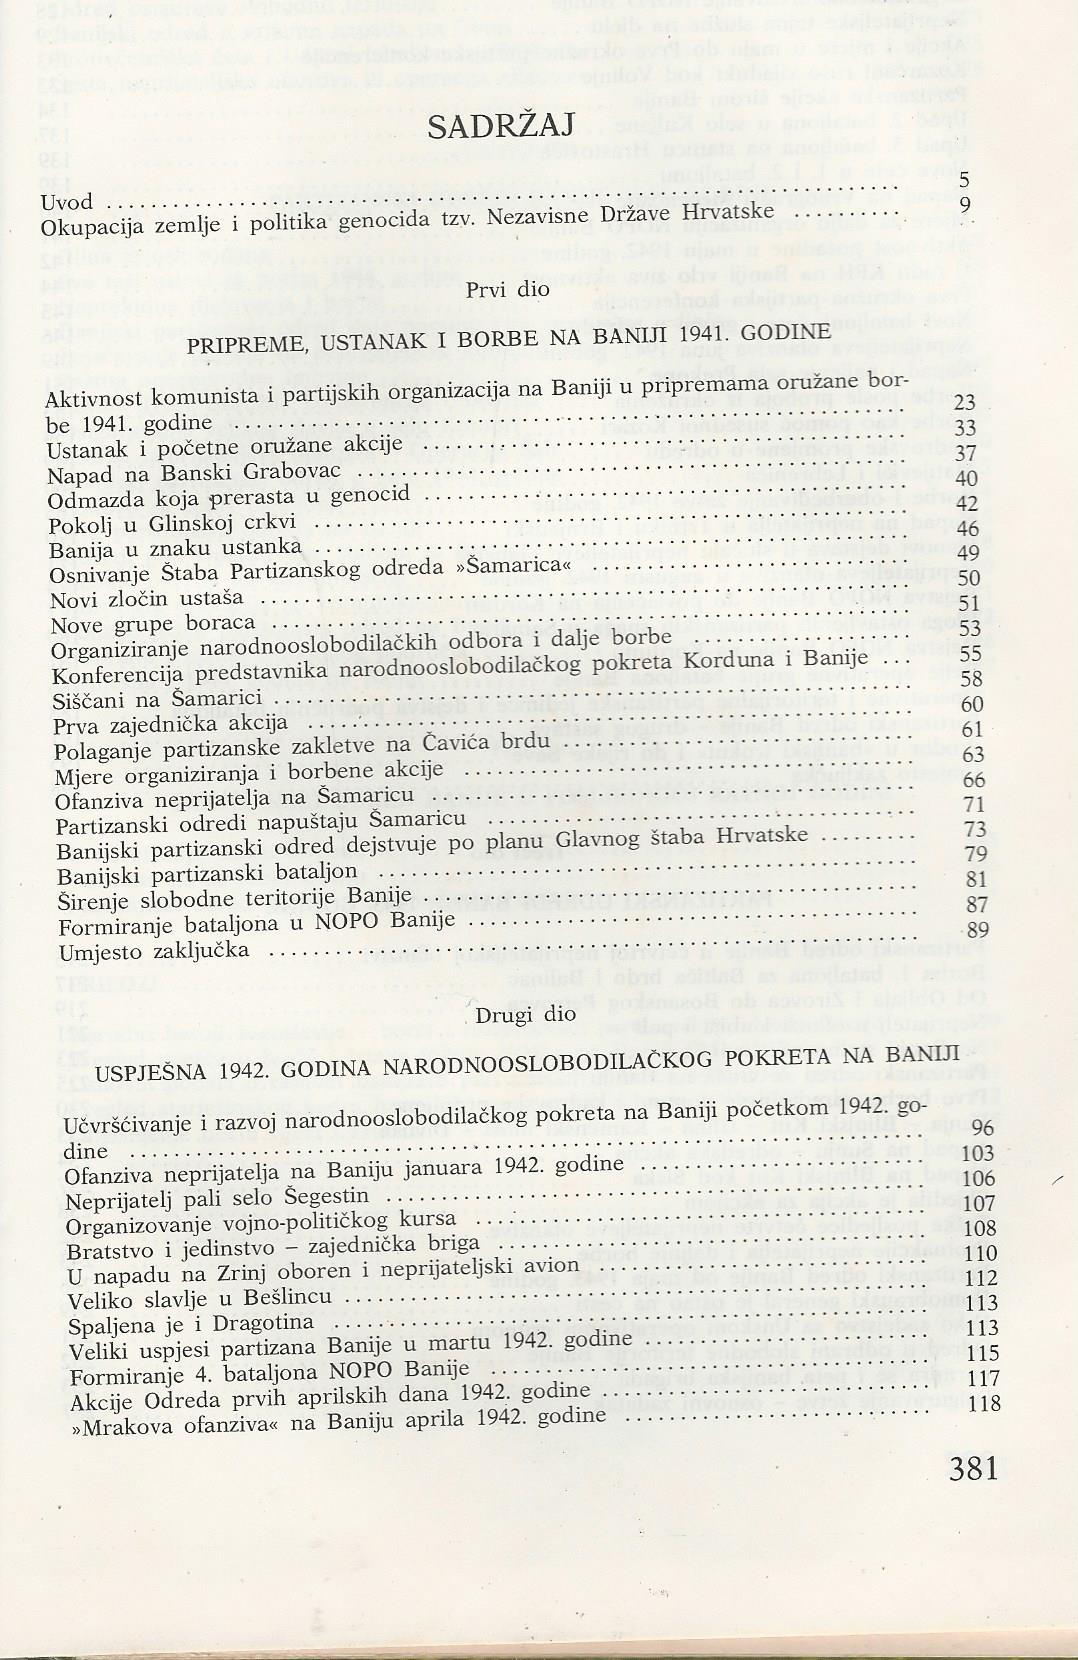 SADRŽAJ
Uvod . . . . . . . . . . 5
Okupacija zemlje i politika genocida tzv. Nezavisne Države Hrvatske . . . . . . . . . . 9
Prvi dio
PRIPREME, USTANAK I BORBE NA BANIJI 1941. GODINE
Aktivnost komunista i partijskih organizacija na Baniji u pripremama oružane bor-
be 1941. godine . . . . . . . . . . 23
Ustanak i početne oružane akcije . . . . . . . . . . 33
Napad na Banski Grabovac . . . . . . . . . . 37
Odmazda koja prerasta u genocid . . . . . . . . . . 40
Pokolj u Glinskoj crkvi . . . . . . . . . . 42
Banija u znaku ustanka . . . . . . . . . . 46
Osnivanje Štaba Partizanskog odreda »Šamarica« . . . . . . . . . . 49
Novi zločin ustaša . . . . . . . . . . 50
Nove grupe boraca . . . . . . . . . . 51
Organiziranje narodnooslobodilačkih odbora i dalje borbe . . . . . . . . . . 53
Konferencija predstavnika narodnooslobodilačkog pokreta Korduna i Banije . . . 55
Siščani na Šamarici . . . . . . . . . . 58
Prva zajednička akcija . . . . . . . . . . 60
Polaganje partizanske zakletve na Čavića brdu . . . . . . . . . . 61
Mjere organiziranja i borbene akcije . . . . . . . . . . 63
Ofanziva neprijatelja na Šamaricu . . . . . . . . . . 66
Partizanski odredi napuštaju Šamaricu . . . . . . . . . . 71
Banijski partizanski odred dejstvuje po planu Glavnog štaba Hrvatske . . . . . . . . . 73
Banijski partizanski bataljon . . . . . . . . . . 79
Širenje slobodne teritorije Banije . . . . . . . . . . 81
Formiranje bataljona u NOPO Banije . . . . . . . . . . 87
Umjesto zaključka . . . . . . . . . . 89
Drugi dio
USPJEŠNA 1942. GODINA NARODNOOSLOBODILAČKOG POKRETA NA BANIJI
Učvršćivanje i razvoj narodnooslobodilačkog pokreta na Baniji početkom 1942. go-
dine . . . . . . . . . . 96
Ofanziva neprijatelja na Baniju januara 1942. godine . . . . . . . . . . 103
Neprijatelj pali selo Šegestin . . . . . . . . . . 106
Organizovanje vojno-političkog kursa . . . . . . . . . . 107
Bratstvo i jedinstvo – zajednička briga . . . . . . . . . . 108
U napadu na Zrinj oboren i neprijateljski avion . . . . . . . . . . 110
Veliko slavlje u Bešlincu . . . . . . . . . . 112
Spaljena je i Dragotina . . . . . . . . . . 113
Veliki uspjesi partizana Banije u martu 1942. godine . . . . . . . . . . 113
Formiranje 4. bataljona NOPO Banije . . . . . . . . . . 115
Akcije Odreda prvih aprilskih dana 1942. godine . . . . . . . . . . 117
»Mrakova ofanziva« na Baniju aprila 1942. godine . . . . . . . . . . 118
381